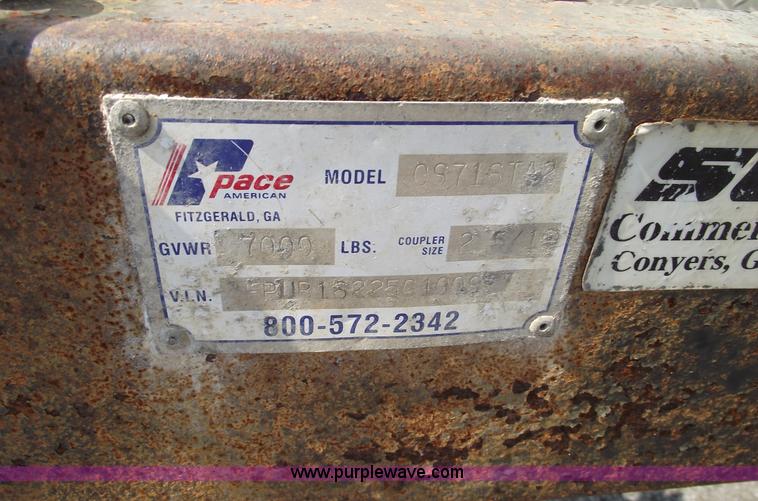 pace
AMERICAN
FITZGERALD, GA
MODEL
GVWR 7000 LBS. COUPLER SIZE
V.I.N.
800-572-2342
Commer
Conyers, G
www.purplewave.com